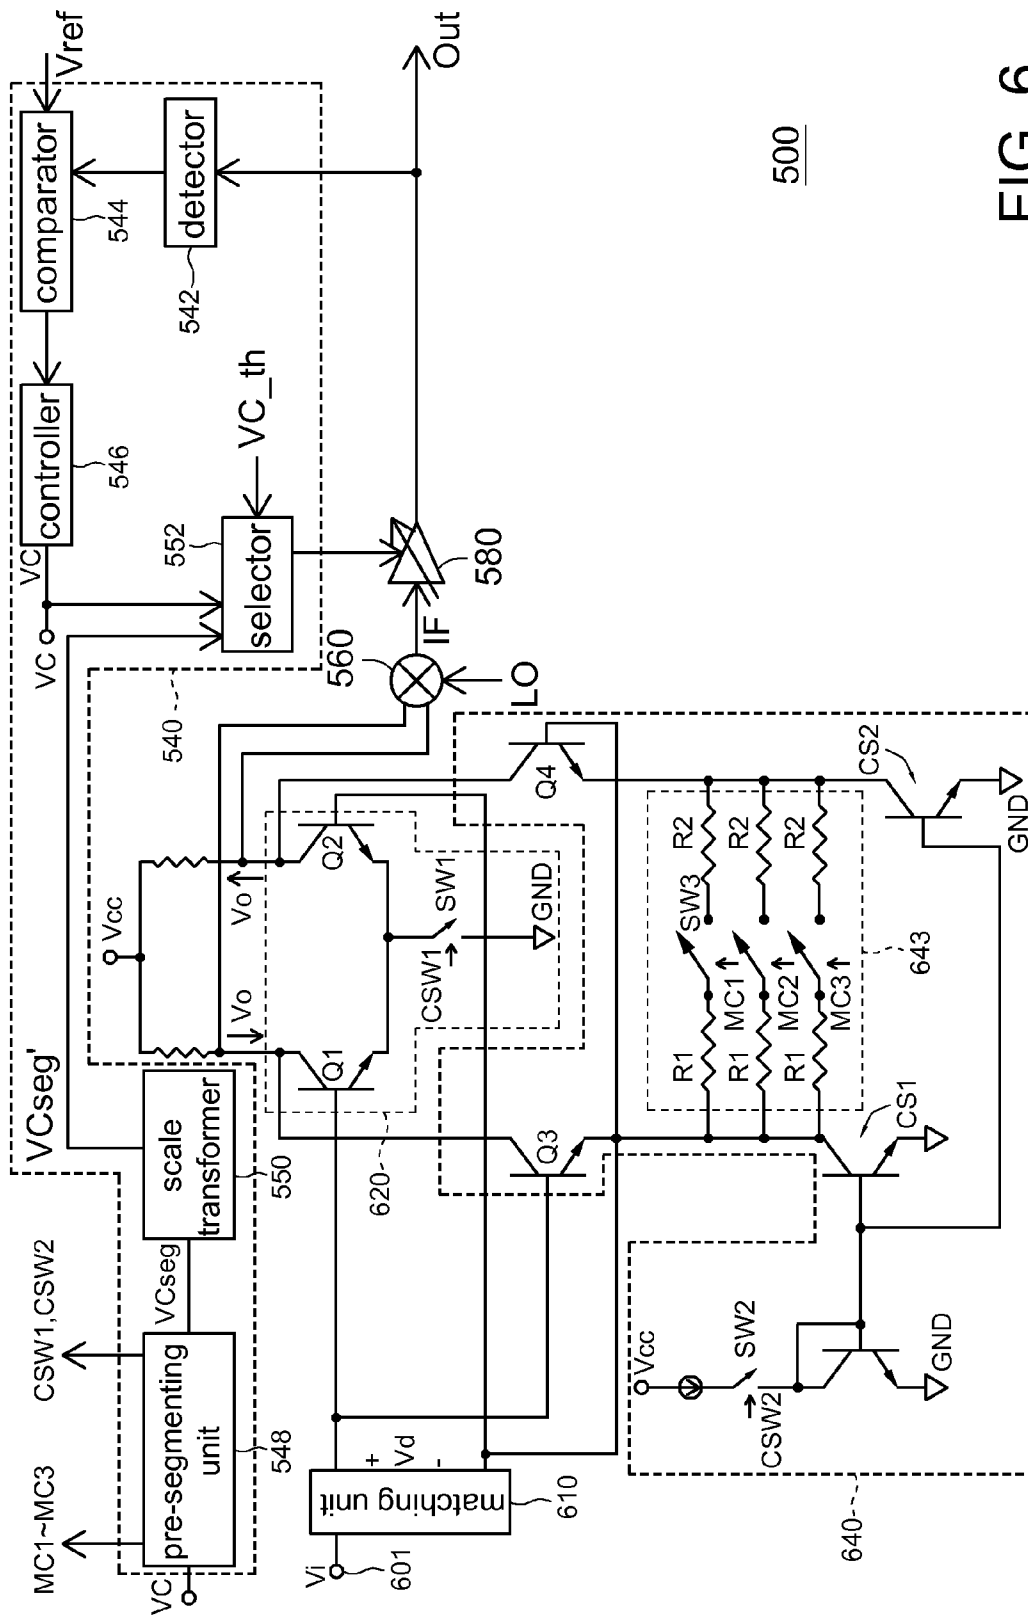 VCseg'
MC1~MC3
CSW1,CSW2
VC
pre-segmenting
unit
548
VCseg
scale
transformer
550
540
VC
VC
controller
546
comparator
544
Vref
detector
542
selector
552
VC_th
560
IF
LO
580
Out
500
Vi
601
matching unit
610
+
Vd
-
620
Vcc
Vo
Vo
Q1
Q2
CSW1
SW1
GND
Q3
Q4
R1
R1
R1
MC1
MC2
MC3
SW3
R2
R2
R2
643
CS1
CS2
GND
Vcc
CSW2
SW2
GND
640
FIG. 6